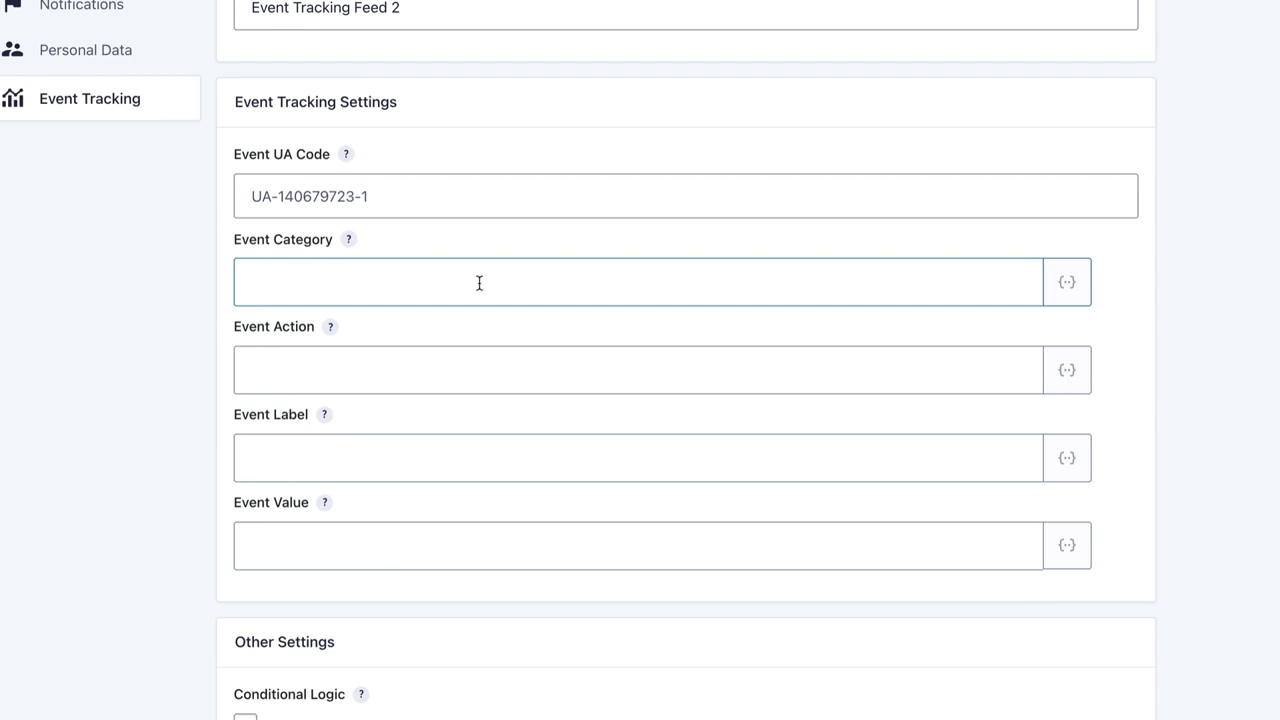 Notifications
Event Tracking Feed 2
Personal Data
Event Tracking
Event Tracking Settings
Event UA Code ?
UA-140679723-1
Event Category ?
{··}
Event Action ?
{··}
Event Label ?
{··}
Event Value ?
{··}
Other Settings
Conditional Logic ?